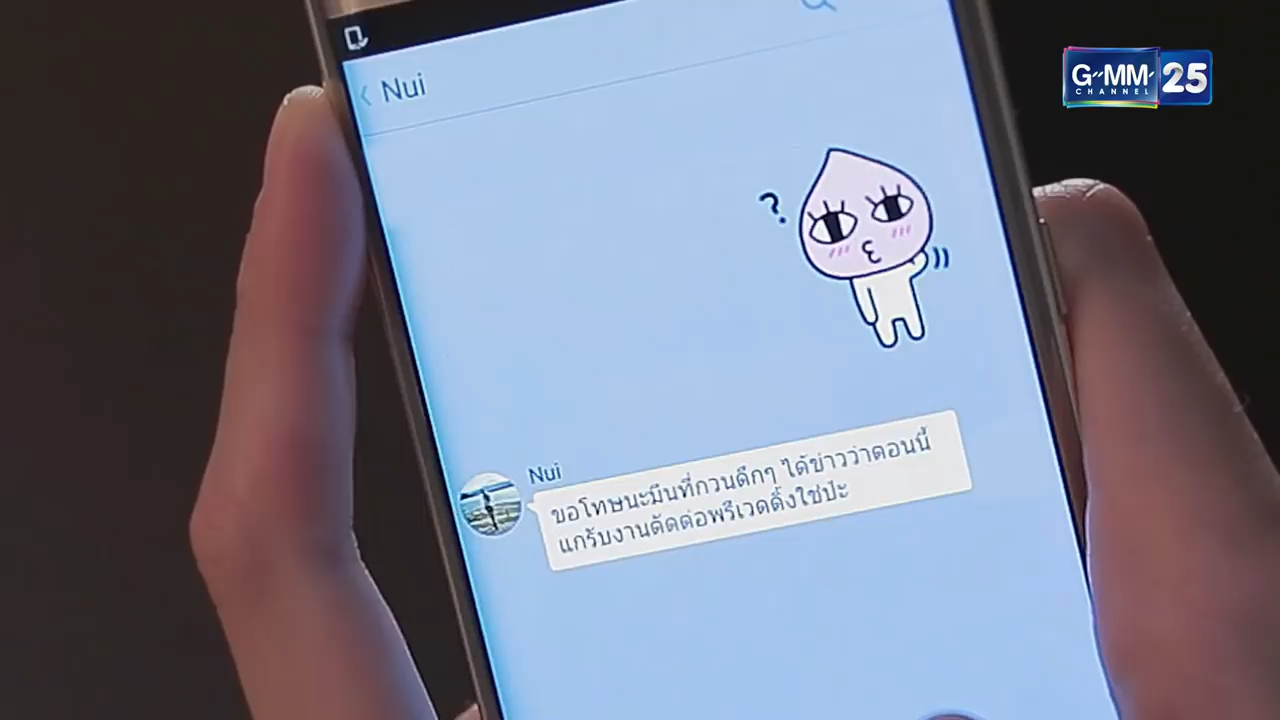 G-MM 25
CHANNEL
Nui
?
Nui
ขอโทษนะมีนที่กวนดึกๆ ได้ข่าวว่าตอนนี้
แกรับงานตัดต่อพรีเวดดิ้งใช่ป่ะ